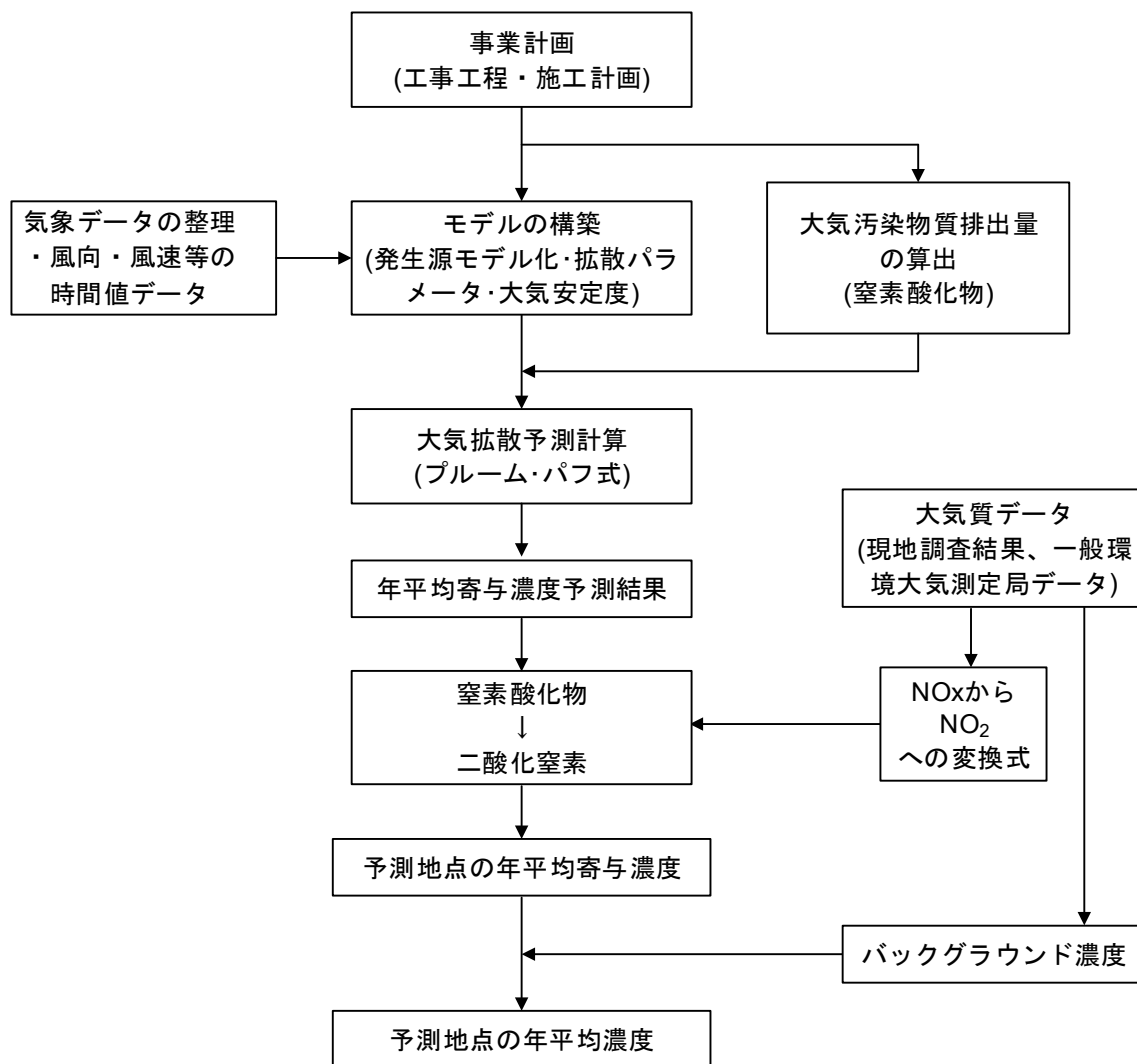 事業計画
(工事工程・施工計画)
気象データの整理
・風向・風速等の
時間値データ
モデルの構築
(発生源モデル化･拡散パラ
メータ･大気安定度)
大気汚染物質排出量
の算出
(窒素酸化物)
大気拡散予測計算
(プルーム･パフ式)
大気質データ
(現地調査結果、一般環
境大気測定局データ)
年平均寄与濃度予測結果
窒素酸化物
↓
二酸化窒素
NOxから
NO₂
への変換式
予測地点の年平均寄与濃度
バックグラウンド濃度
予測地点の年平均濃度